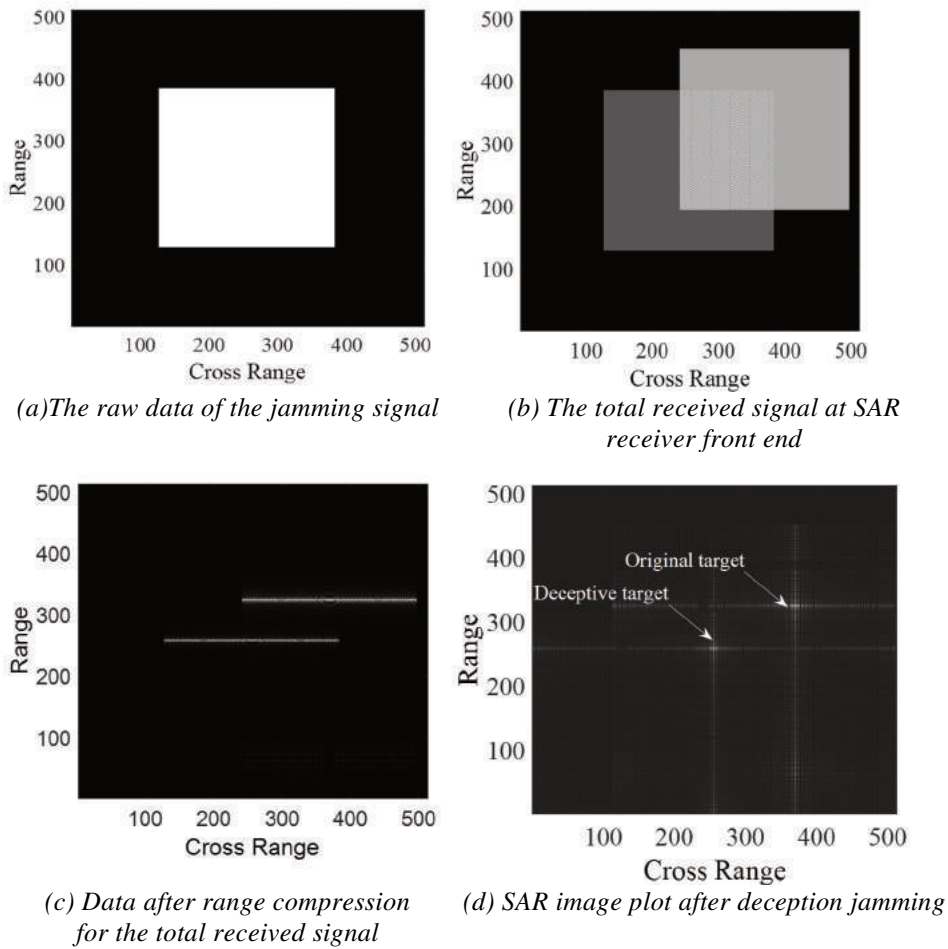 500
400
300
200
100
Range
100 200 300 400 500
Cross Range
(a)The raw data of the jamming signal
500
400
300
200
100
Range
100 200 300 400 500
Cross Range
(b) The total received signal at SAR
receiver front end
500
400
300
200
100
Range
100 200 300 400 500
Cross Range
(c) Data after range compression
for the total received signal
500
400
300
200
100
Range
Original target
Deceptive target
100 200 300 400 500
Cross Range
(d) SAR image plot after deception jamming